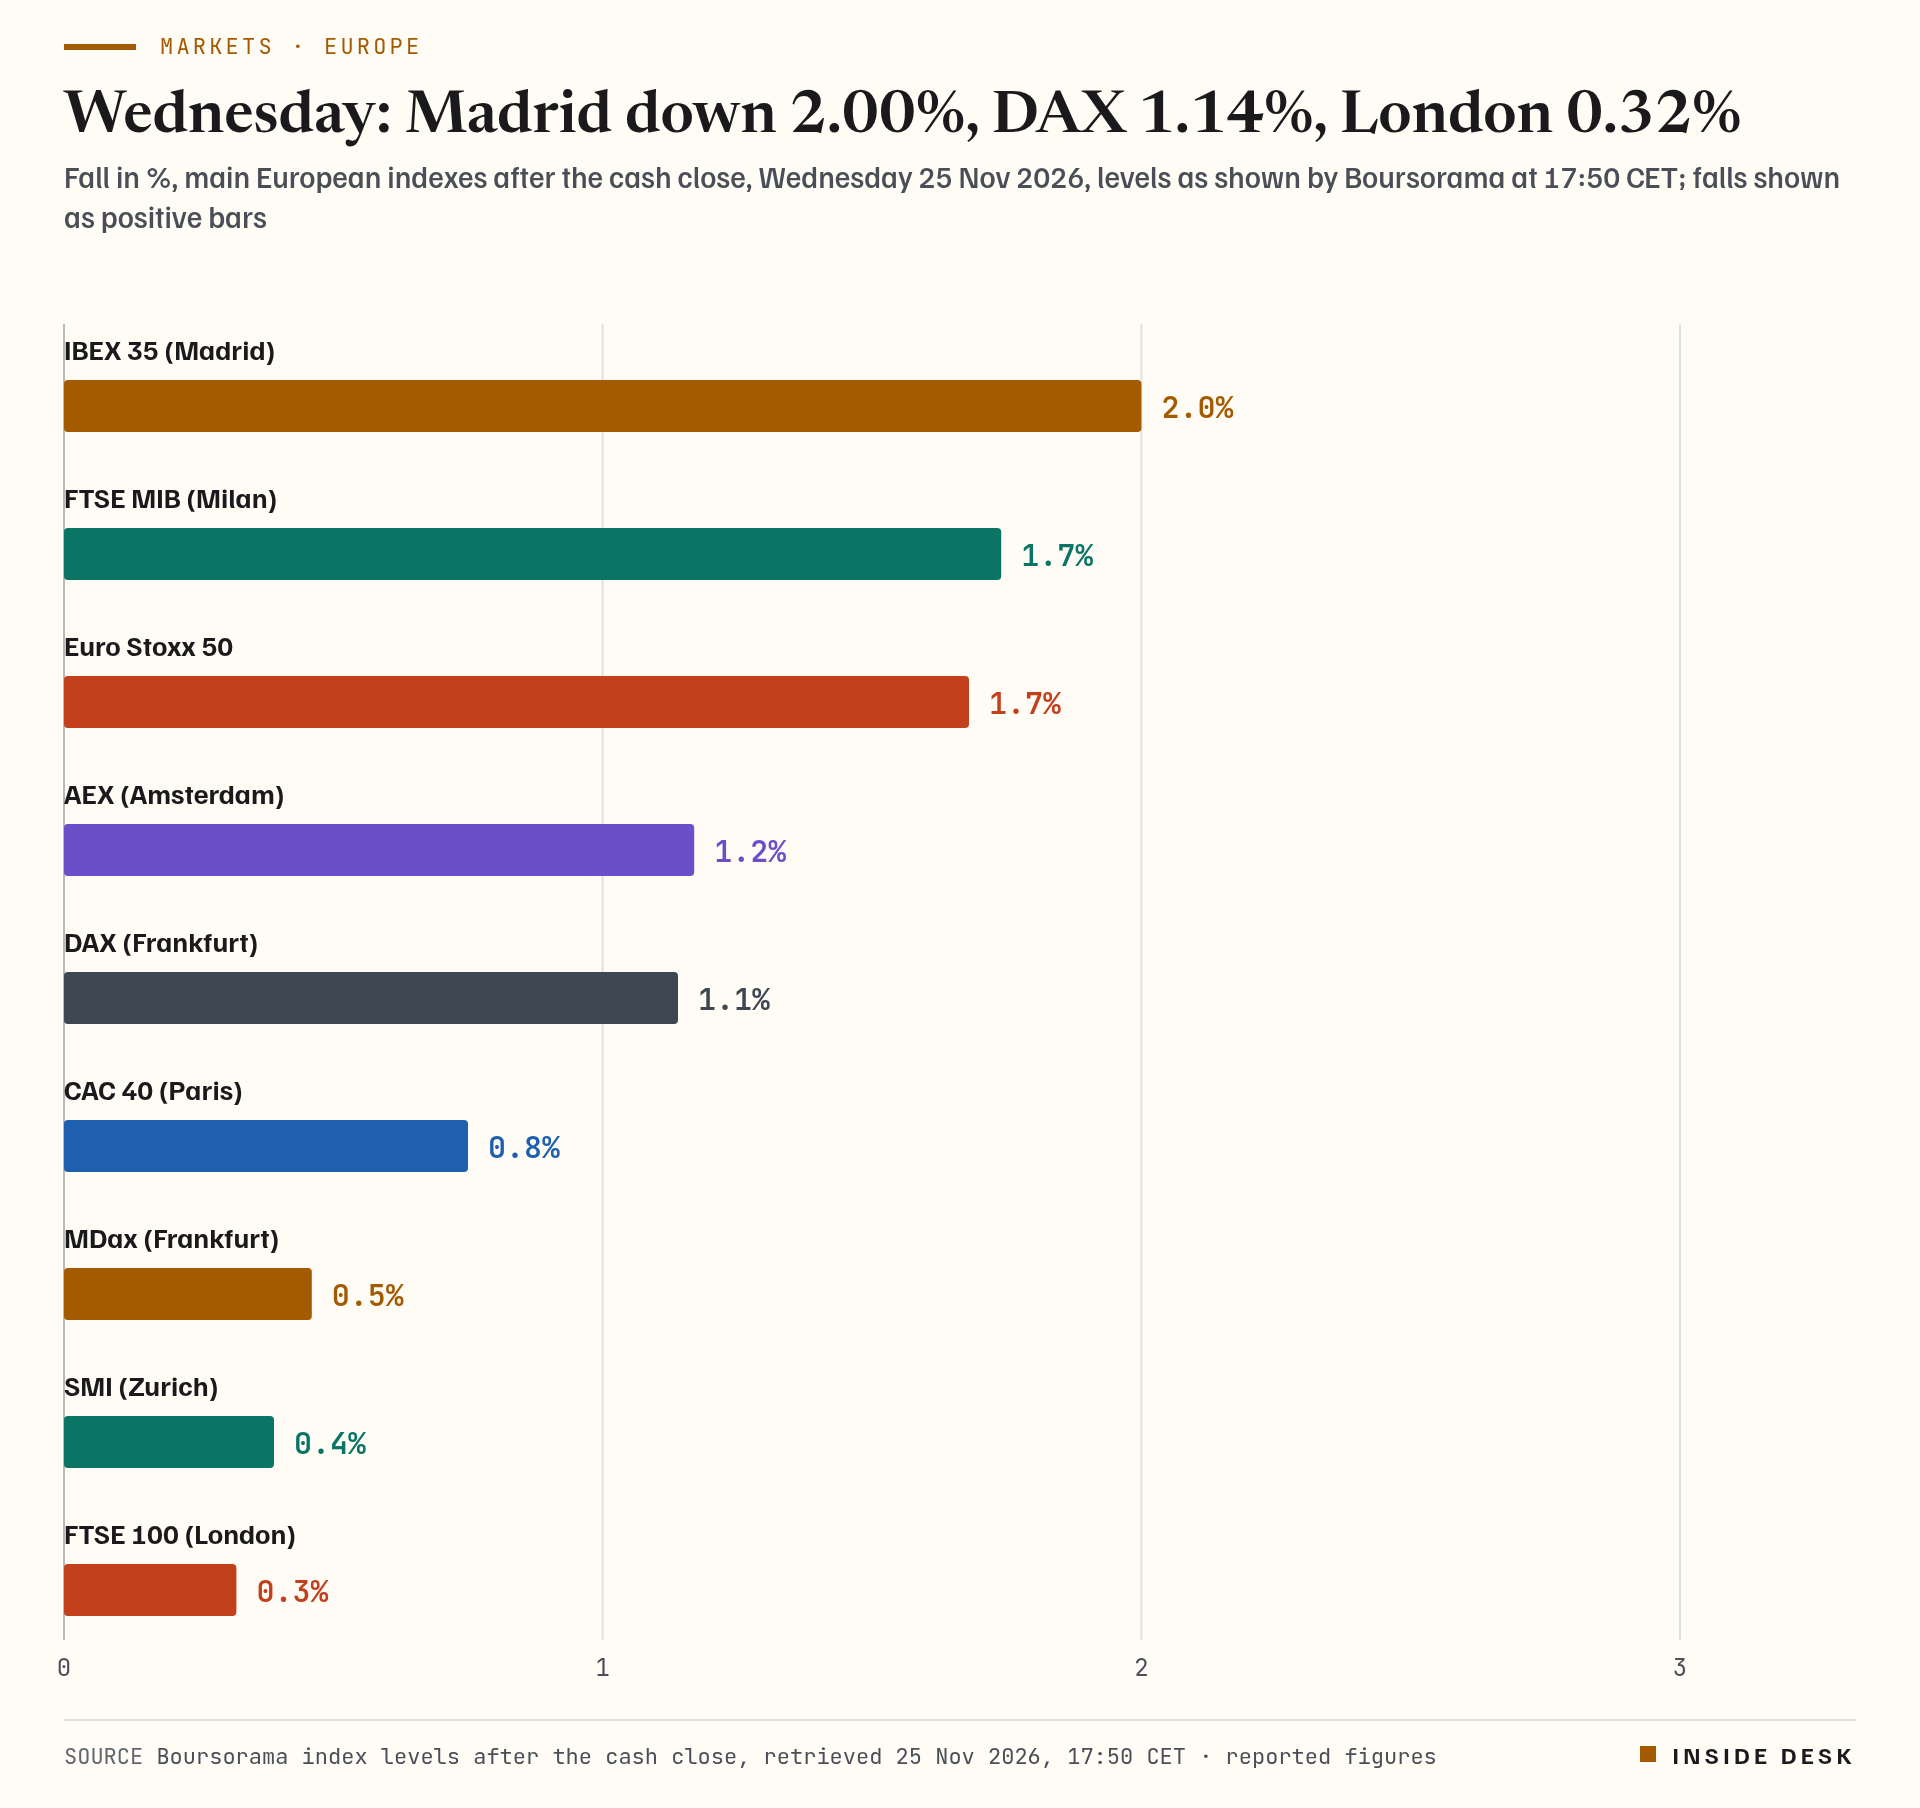 MARKETS · EUROPE
Wednesday: Madrid down 2.00%, DAX 1.14%, London 0.32%
Fall in %, main European indexes after the cash close, Wednesday 25 Nov 2026, levels as shown by Boursorama at 17:50 CET; falls shown
as positive bars
IBEX 35 (Madrid)
2.0%
FTSE MIB (Milan)
1.7%
Euro Stoxx 50
1.7%
AEX (Amsterdam)
1.2%
DAX (Frankfurt)
1.1%
CAC 40 (Paris)
0.8%
MDax (Frankfurt)
0.5%
SMI (Zurich)
0.4%
FTSE 100 (London)
0.3%
0 1 2 3
SOURCE Boursorama index levels after the cash close, retrieved 25 Nov 2026, 17:50 CET · reported figures
INSIDE DESK